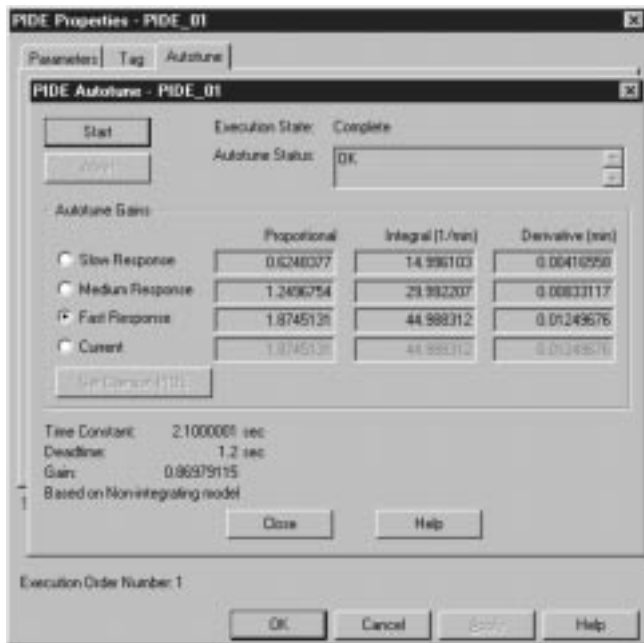 PIDE Properties - PIDE_01
Parameters Tag Autotune
PIDE Autotune - PIDE_01
Start
Execution State: Complete
Abort
Autotune Status: OK
Autotune Gains
Proportional Integral (1/min) Derivative (min)
Slow Response 0.6248377 14.996103
Medium Response 1.2496754 29.992207 0.00833117
Fast Response 1.8745131 44.988312 0.01249676
Current 1.8745131 44.988312 0.01249676
Time Constant: 2.1000001 sec
Deadtime: 1.2 sec
Gain: 0.86979115
Based on Non-integrating model
1
Close Help
Execution Order Number: 1
OK Cancel Apply Help